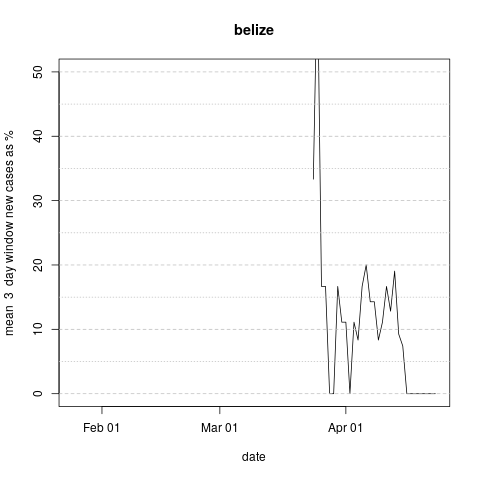 belize
mean 3 day window new cases as %
50
40
30
20
10
0
Feb 01
Mar 01
Apr 01
date